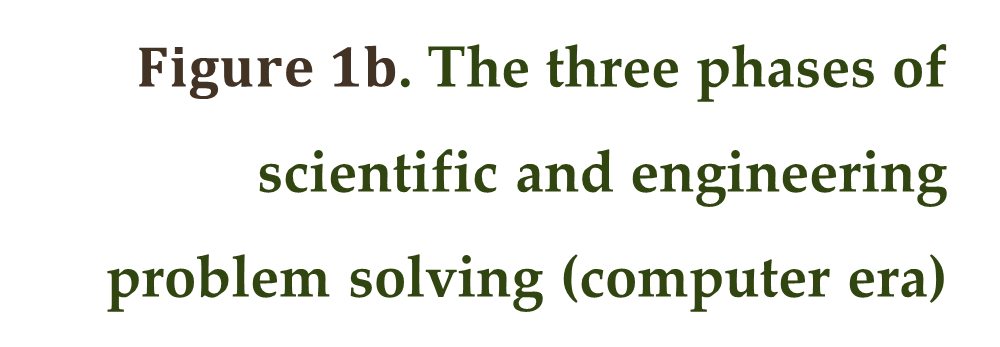 Figure 1b. The three phases of
scientific and engineering
problem solving (computer era)